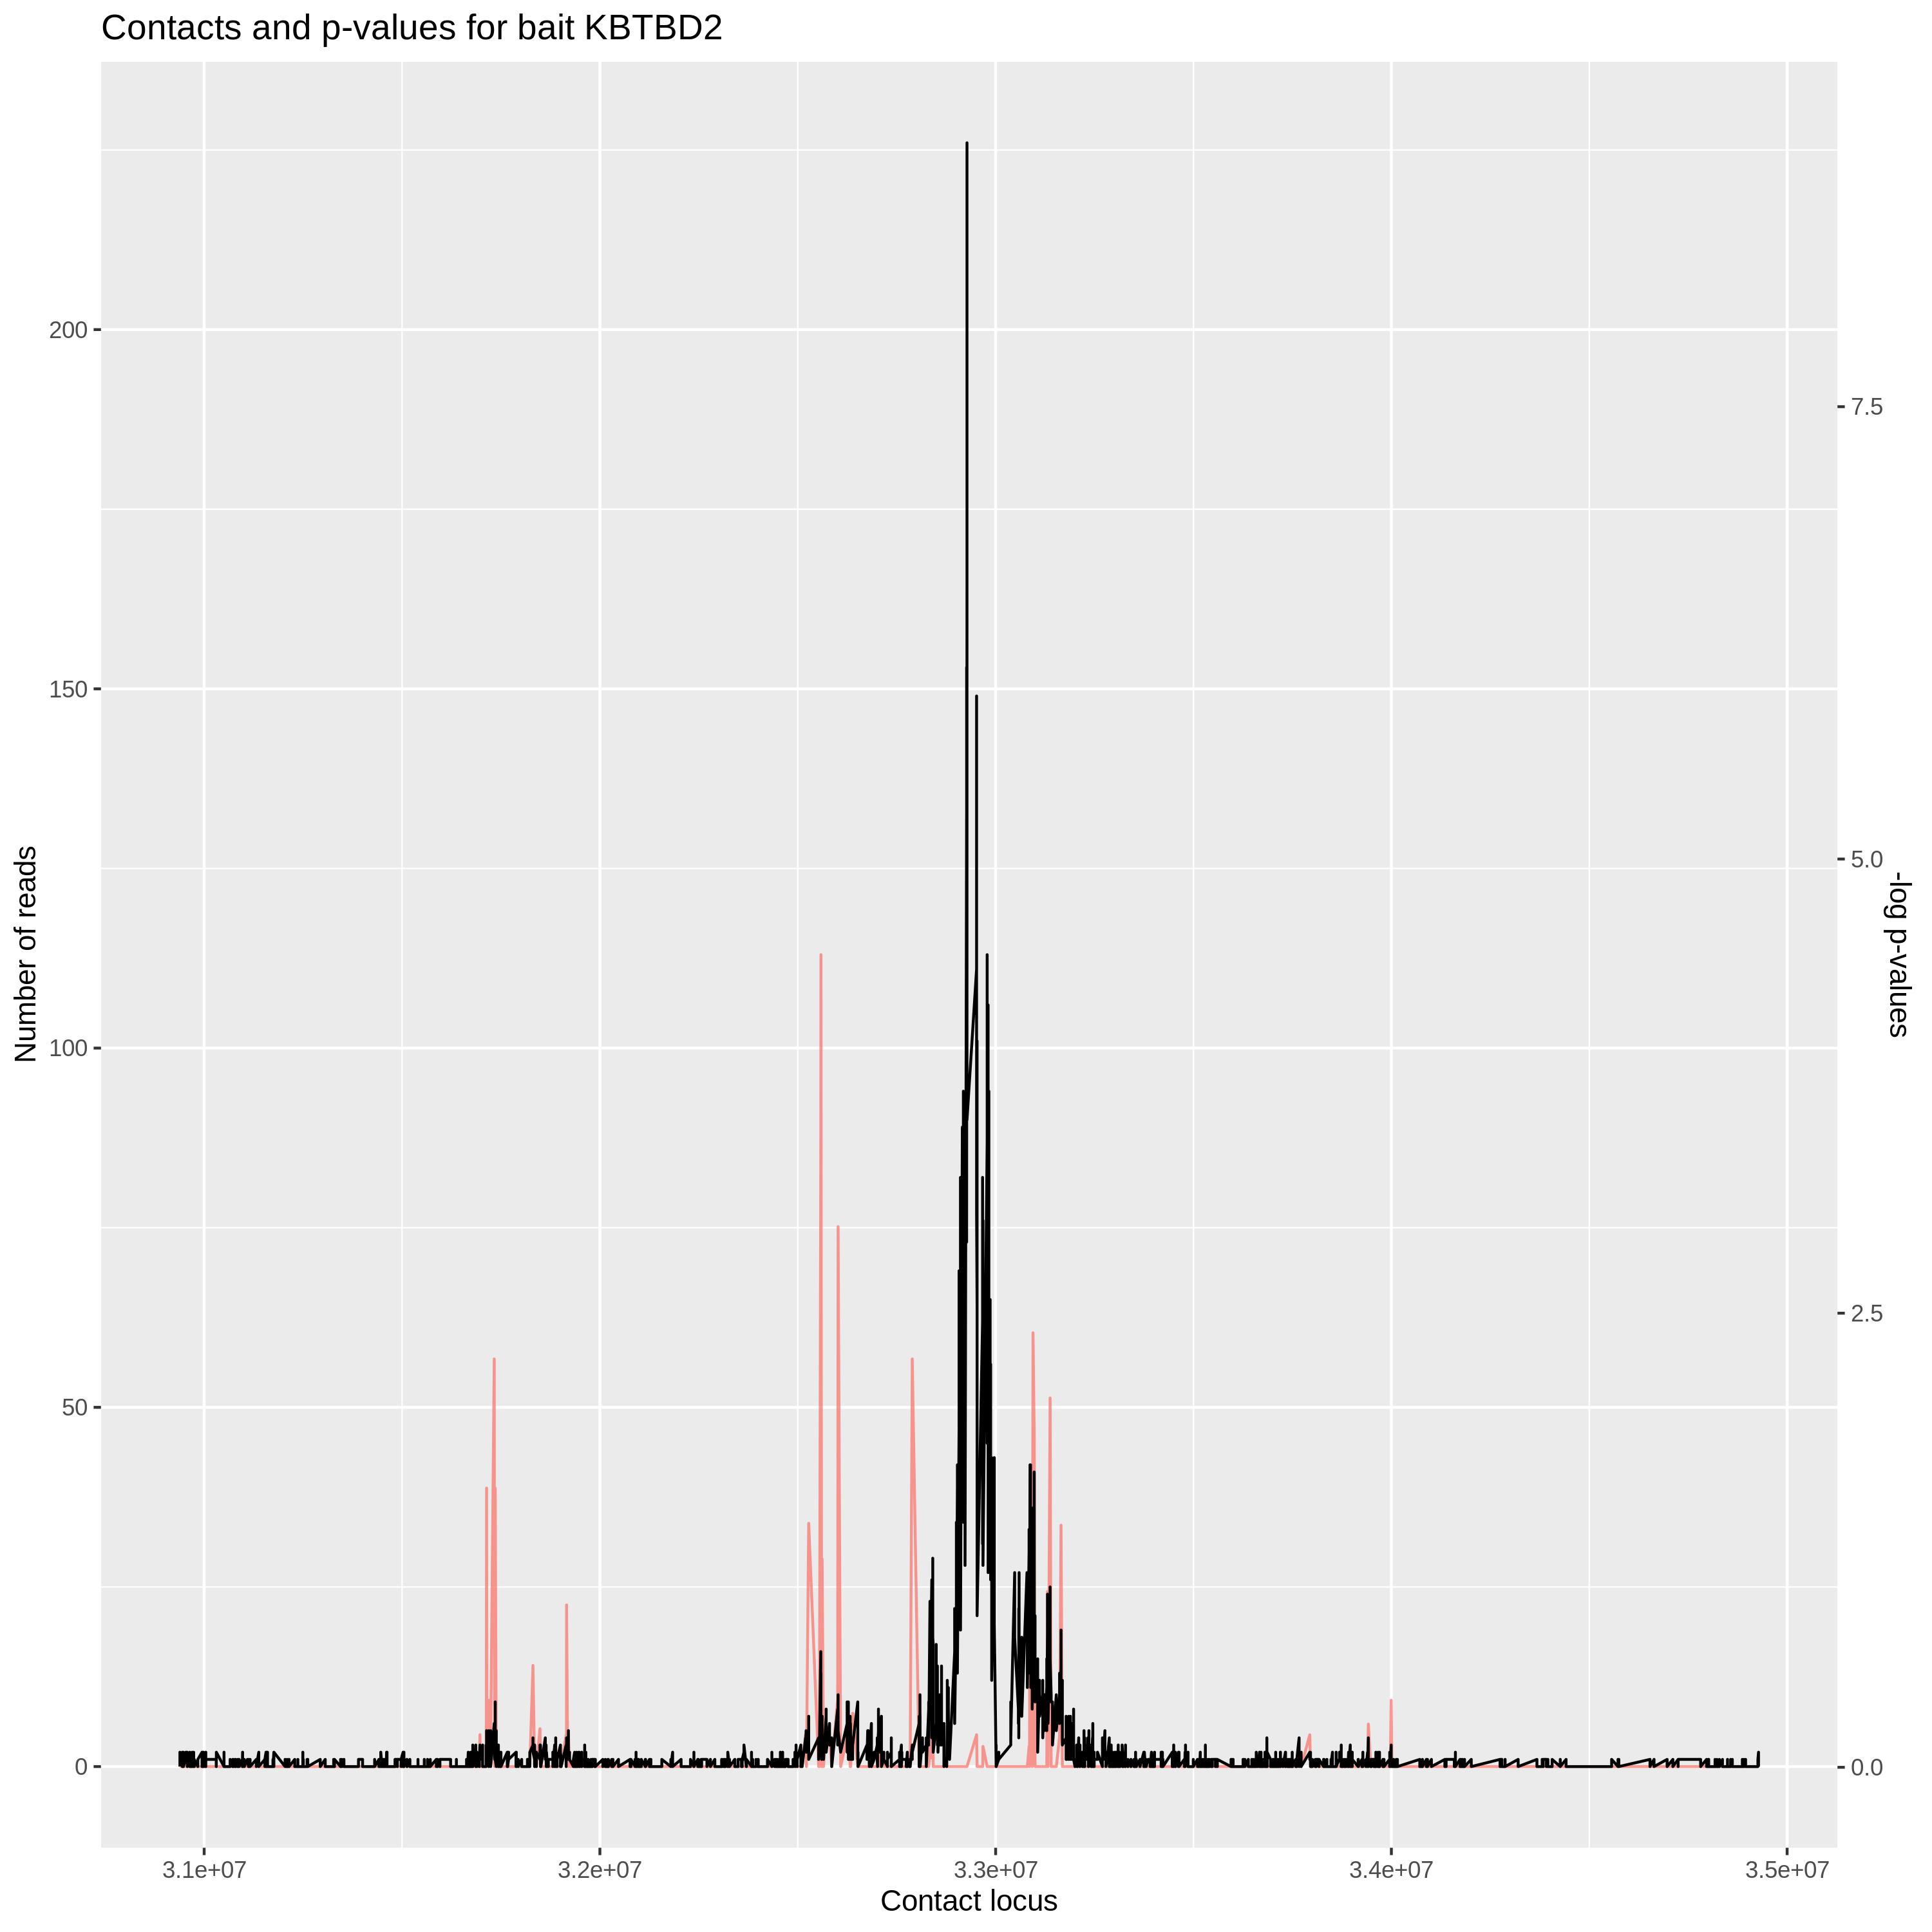 Contacts and p-values for bait KBTBD2
200
150
100
50
0
7.5
5.0
2.5
0.0
Number of reads
-log p-values
3.1e+07
3.2e+07
3.3e+07
3.4e+07
3.5e+07
Contact locus